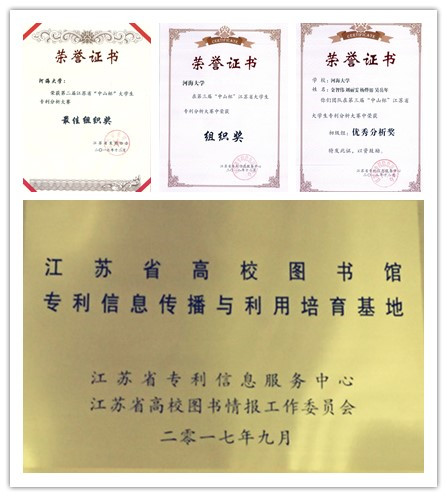 荣誉证书
河海大学：
荣获第二届江苏省“中山杯”大学生
专利分析大赛
最佳组织奖
荣誉证书
河海大学
在第三届“中山杯”江苏省大学生
专利分析大赛中荣获
组织奖
荣誉证书
学校：河海大学
你们团队在第三届“中山杯”江苏省
大学生专利分析大赛中荣获
优秀分析奖
特发此证，以资鼓励。
江苏省高校图书馆
专利信息传播与利用培育基地
江苏省专利信息服务中心
江苏省高校图书情报工作委员会
二零一七年九月